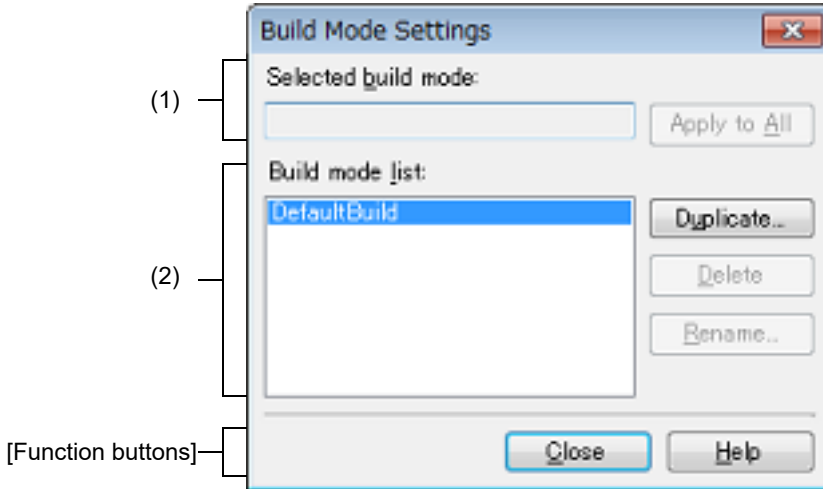 Build Mode Settings
Selected build mode:
(1)
Apply to All
Build mode list:
DefaultBuild
Duplicate...
(2)
Delete
Rename...
[Function buttons]
Close
Help